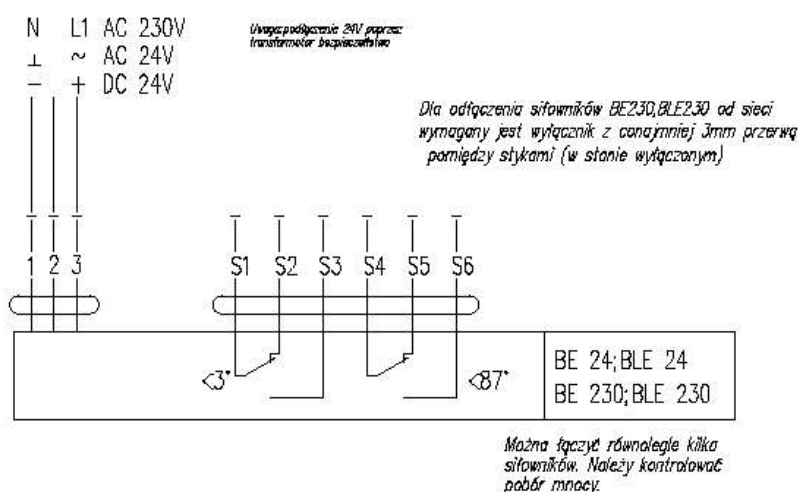 N L1 AC 230V
⊥ ~ AC 24V
− + DC 24V
Uwaga:podłączenie 24V poprzez
transformator bezpieczeństwa
Dla odłączenia siłowników BE230,BLE230 od sieci
wymagany jest wyłącznik z conajmniej 3mm przerwą
pomiędzy stykami (w stanie wyłączonym)
1 2 3 S1 S2 S3 S4 S5 S6
3° 87°
BE 24;BLE 24
BE 230;BLE 230
Można łączyć równolegle kilka
siłowników. Należy kontrolować
pobór mnocy.